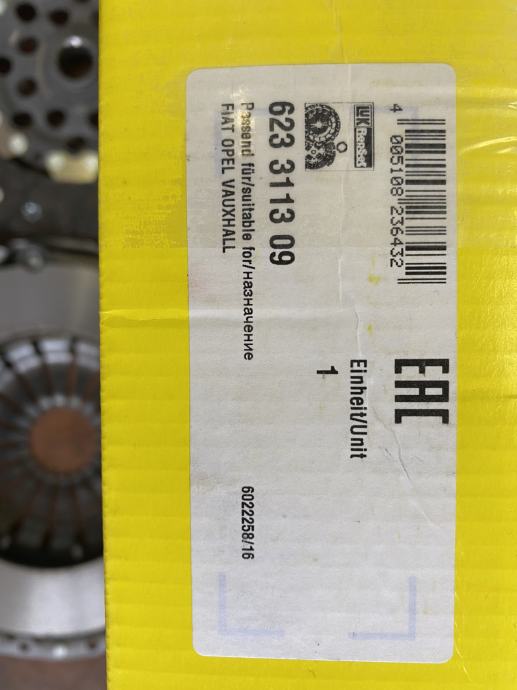 4 005108 236432
LUK RepSet
623 3113 09
Passend für/suitable for/назначение
FIAT OPEL VAUXHALL
EAC
Einheit/Unit
1
6022258/16